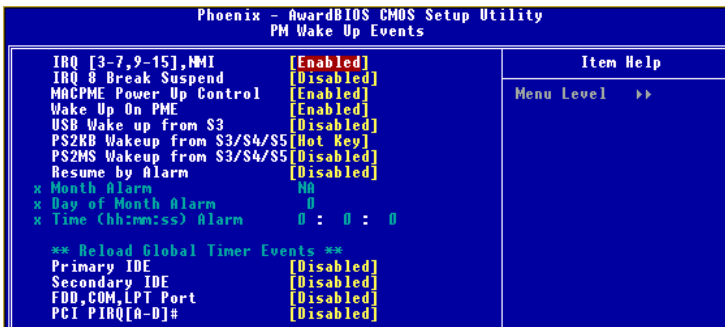 Phoenix - AwardBIOS CMOS Setup Utility
PM Wake Up Events
IRQ [3-7,9-15],NMI [Enabled]
IRQ 8 Break Suspend [Disabled]
MACPME Power Up Control [Enabled]
Wake Up On PME [Enabled]
USB Wake up from S3 [Disabled]
PS2KB Wakeup from S3/S4/S5[Hot Key]
PS2MS Wakeup from S3/S4/S5[Disabled]
Resume by Alarm [Disabled]
x Month Alarm NA
x Day of Month Alarm 0
x Time (hh:mm:ss) Alarm 0 : 0 : 0
** Reload Global Timer Events **
Primary IDE [Disabled]
Secondary IDE [Disabled]
FDD,COM,LPT Port [Disabled]
PCI PIRQ[A-D]# [Disabled]
Item Help
Menu Level ▸▸